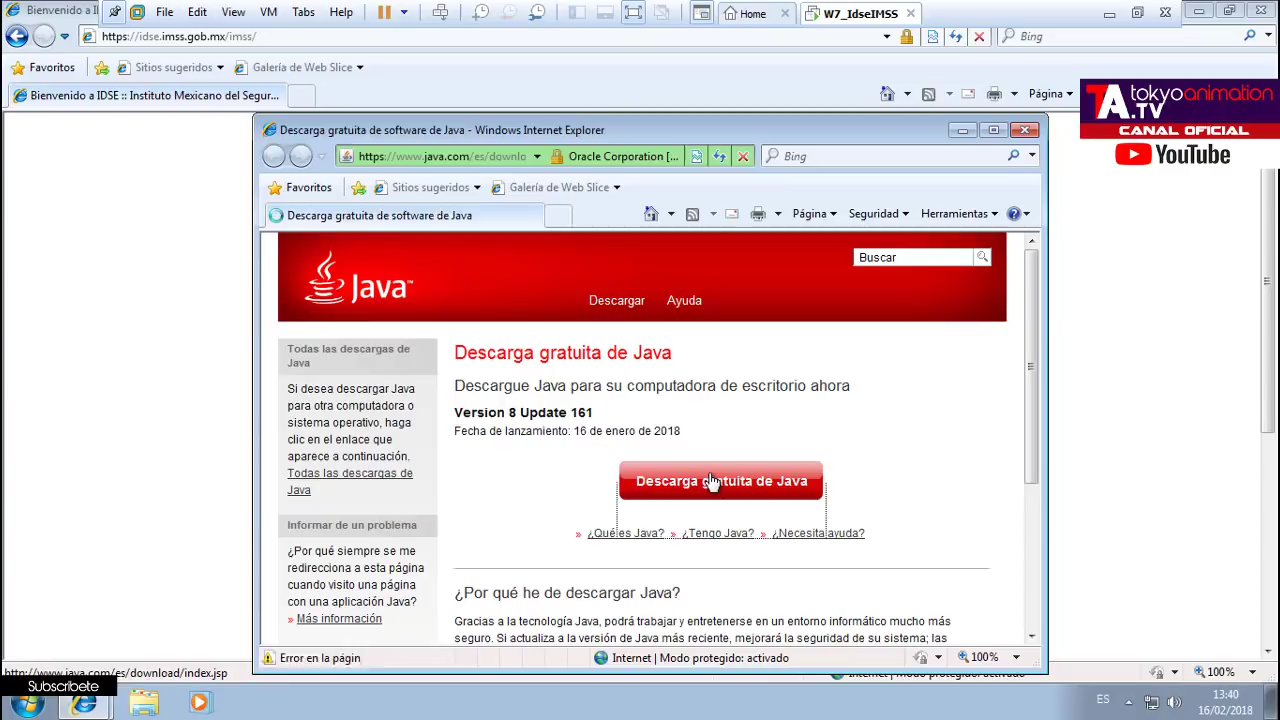 Bienvenido a I
File Edit View VM Tabs Help
Home
W7_IdseIMSS
https://idse.imss.gob.mx/imss/
Bing
Favoritos
Sitios sugeridos
Galería de Web Slice
Bienvenido a IDSE :: Instituto Mexicano del Segur...
Página
tokyoanimation
TA.TV
CANAL OFICIAL
YouTube
Descarga gratuita de software de Java - Windows Internet Explorer
https://www.java.com/es/downlo
Oracle Corporation [...
Bing
Favoritos
Sitios sugeridos
Galería de Web Slice
Descarga gratuita de software de Java
Página
Seguridad
Herramientas
Java™
Buscar
Descargar
Ayuda
Todas las descargas de
Java
Si desea descargar Java
para otra computadora o
sistema operativo, haga
clic en el enlace que
aparece a continuación.
Todas las descargas de
Java
Informar de un problema
¿Por qué siempre se me
redirecciona a esta página
cuando visito una página
con una aplicación Java?
» Más información
Descarga gratuita de Java
Descargue Java para su computadora de escritorio ahora
Version 8 Update 161
Fecha de lanzamiento: 16 de enero de 2018
Descarga gratuita de Java
» ¿Qué es Java? » ¿Tengo Java? » ¿Necesita ayuda?
¿Por qué he de descargar Java?
Gracias a la tecnología Java, podrá trabajar y entretenerse en un entorno informático mucho más
seguro. Si actualiza a la versión de Java más reciente, mejorará la seguridad de su sistema; las
Error en la págin
Internet | Modo protegido: activado
100%
http://www.java.com/es/download/index.jsp
Internet | Modo protegido: activado
100%
Subscribete
ES
13:40
16/02/2018